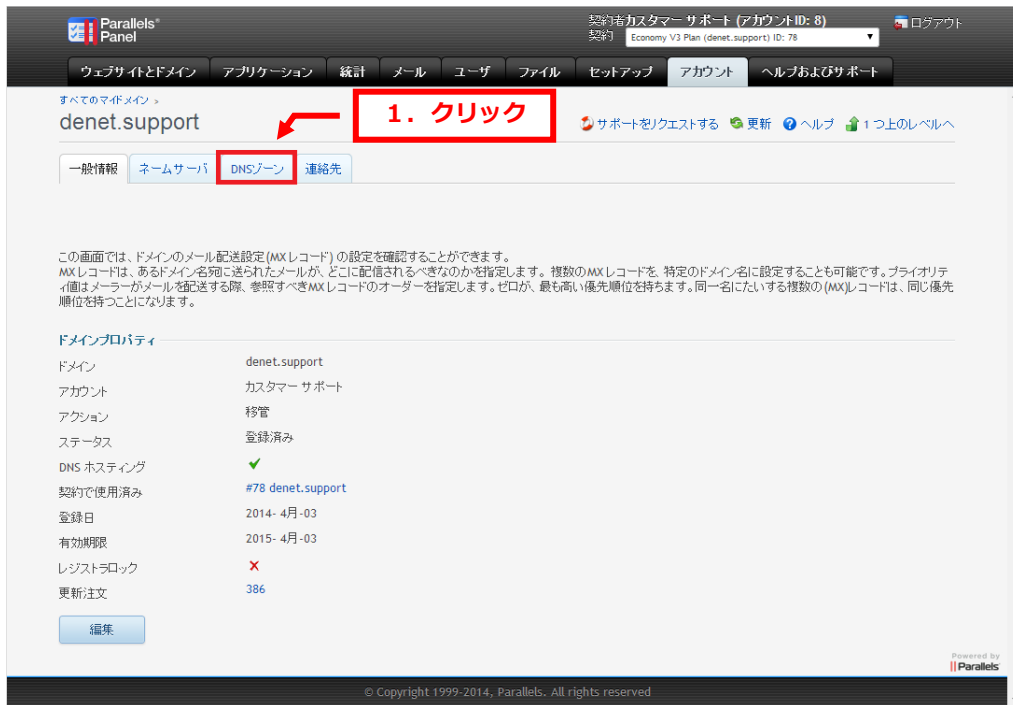 Parallels®
Panel
契約者カスタマー サポート (アカウントID: 8)
契約 Economy V3 Plan (denet.support) ID: 78
ログアウト
ウェブサイトとドメイン アプリケーション 統計 メール ユーザ ファイル セットアップ アカウント ヘルプおよびサポート
すべてのマイドメイン »
denet.support
1．クリック
サポートをリクエストする 更新 ヘルプ 1つ上のレベルへ
一般情報 ネームサーバ DNSゾーン 連絡先
この画面では、ドメインのメール配送設定(MXレコード) の設定を確認することができます。
MXレコードは、あるドメイン名宛に送られたメールが、どこに配信されるべきなのかを指定します。複数のMXレコードを、特定のドメイン名に設定することも可能です。プライオリテ
ィ値はメーラーがメールを配送する際、参照すべきMXレコードのオーダーを指定します。ゼロが、最も高い優先順位を持ちます。同一名にたいする複数の(MX)レコードは、同じ優先
順位を持つことになります。
ドメインプロパティ
ドメイン denet.support
アカウント カスタマー サポート
アクション 移管
ステータス 登録済み
DNS ホスティング
契約で使用済み #78 denet.support
登録日 2014- 4月-03
有効期限 2015- 4月-03
レジストラロック
更新注文 386
編集
Powered by
Parallels
© Copyright 1999-2014, Parallels. All rights reserved